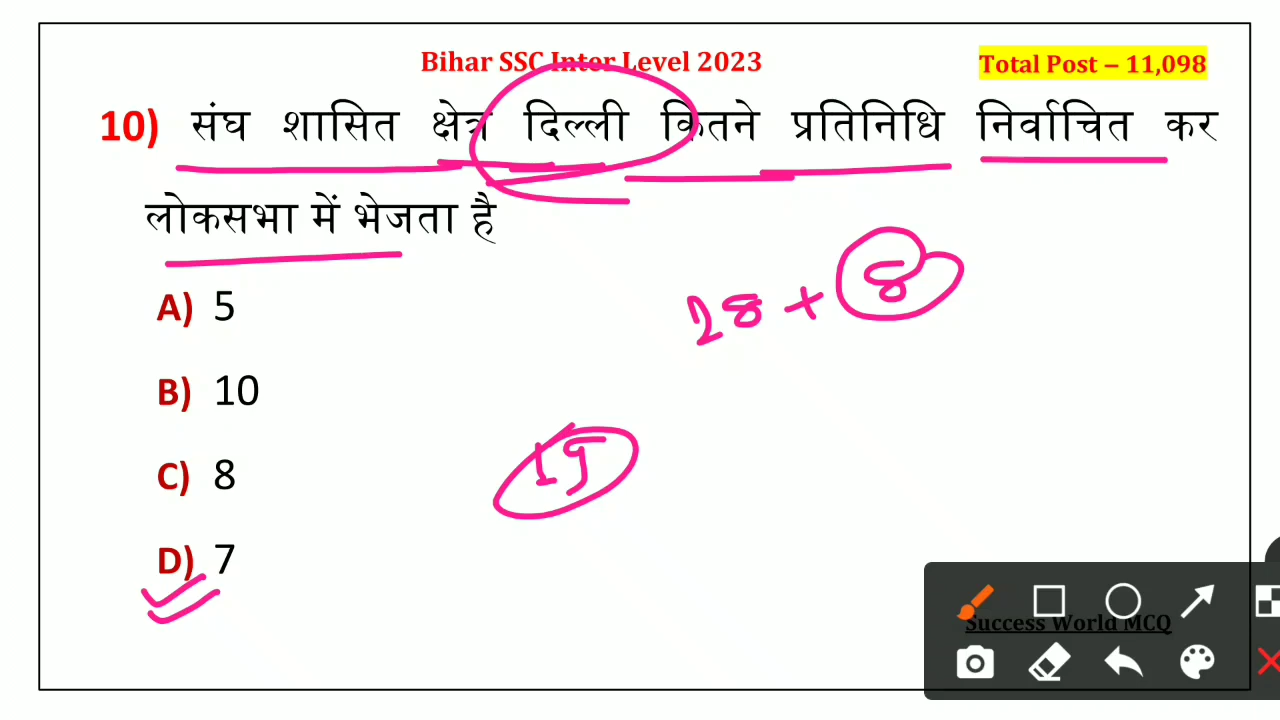 Bihar SSC Inter Level 2023
Total Post – 11,098
10) संघ शासित क्षेत्र दिल्ली कितने प्रतिनिधि निर्वाचित कर
लोकसभा में भेजता है
28 + 8
A) 5
B) 10
C) 8
D) 7
Success World MCQ